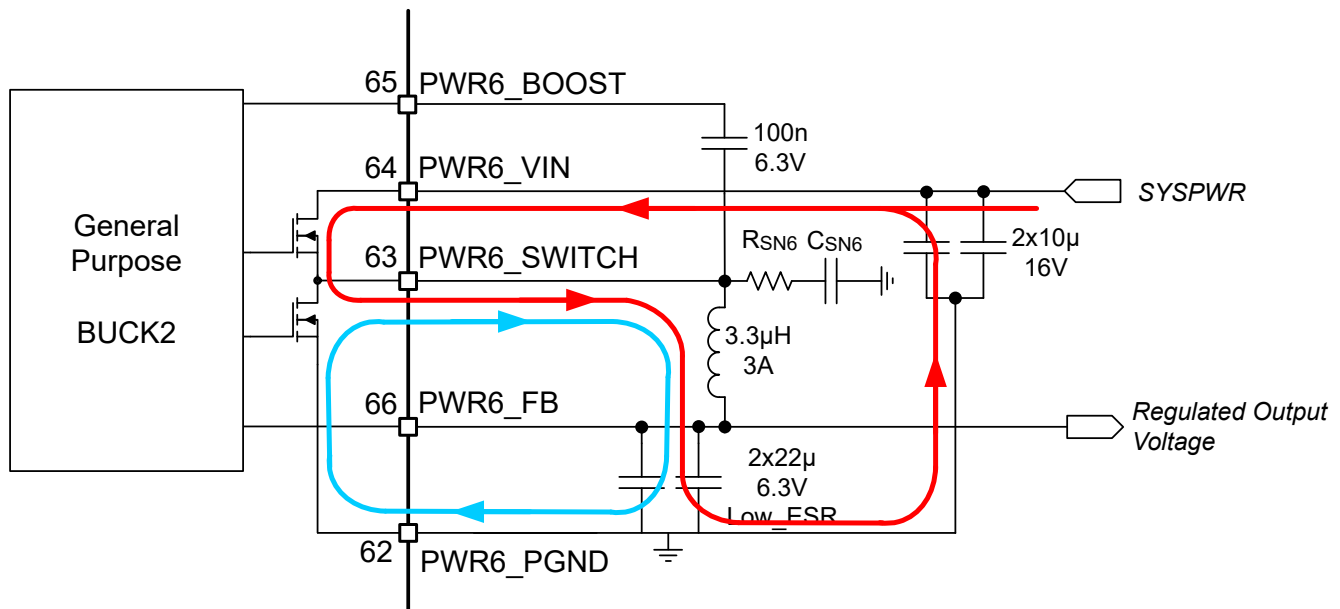 65 PWR6_BOOST
100n
6.3V
64 PWR6_VIN
SYSPWR
General
Purpose
BUCK2
63 PWR6_SWITCH
RSN6 CSN6
2x10µ
16V
3.3µH
3A
66 PWR6_FB
Regulated Output
Voltage
2x22µ
6.3V
Low_ESR
62 PWR6_PGND